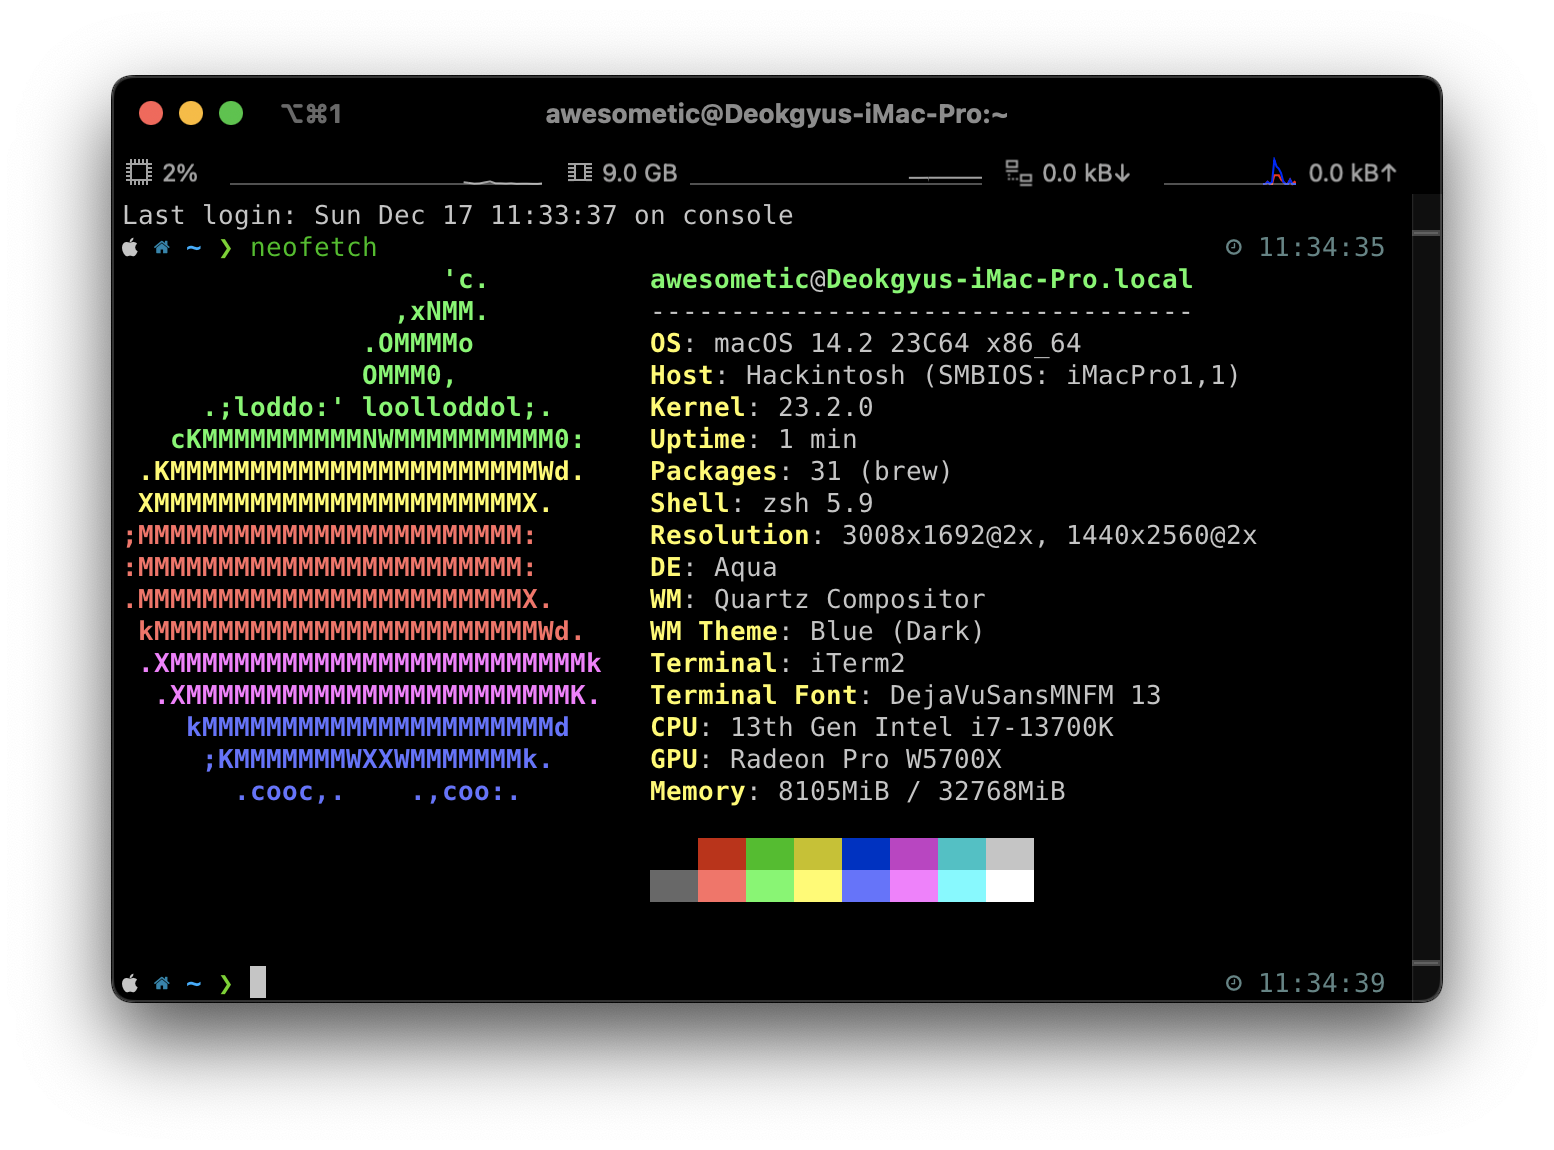 ⌥⌘1 awesometic@Deokgyus-iMac-Pro:~
2% 9.0 GB 0.0 kB↓ 0.0 kB↑
Last login: Sun Dec 17 11:33:37 on console
~ ❯ neofetch 11:34:35
'c. awesometic@Deokgyus-iMac-Pro.local
,xNMM. ----------------------------------
.OMMMMo OS: macOS 14.2 23C64 x86_64
OMMM0, Host: Hackintosh (SMBIOS: iMacPro1,1)
.;loddo:' loolloddol;. Kernel: 23.2.0
cKMMMMMMMMMMNWMMMMMMMMMM0: Uptime: 1 min
.KMMMMMMMMMMMMMMMMMMMMMMMWd. Packages: 31 (brew)
XMMMMMMMMMMMMMMMMMMMMMMMX. Shell: zsh 5.9
;MMMMMMMMMMMMMMMMMMMMMMMM: Resolution: 3008x1692@2x, 1440x2560@2x
:MMMMMMMMMMMMMMMMMMMMMMMM: DE: Aqua
.MMMMMMMMMMMMMMMMMMMMMMMMX. WM: Quartz Compositor
kMMMMMMMMMMMMMMMMMMMMMMMMWd. WM Theme: Blue (Dark)
.XMMMMMMMMMMMMMMMMMMMMMMMMMMk Terminal: iTerm2
.XMMMMMMMMMMMMMMMMMMMMMMMMK. Terminal Font: DejaVuSansMNFM 13
kMMMMMMMMMMMMMMMMMMMMMMd CPU: 13th Gen Intel i7-13700K
;KMMMMMMMWXXWMMMMMMMk. GPU: Radeon Pro W5700X
.cooc,. .,coo:. Memory: 8105MiB / 32768MiB
~ ❯ 11:34:39